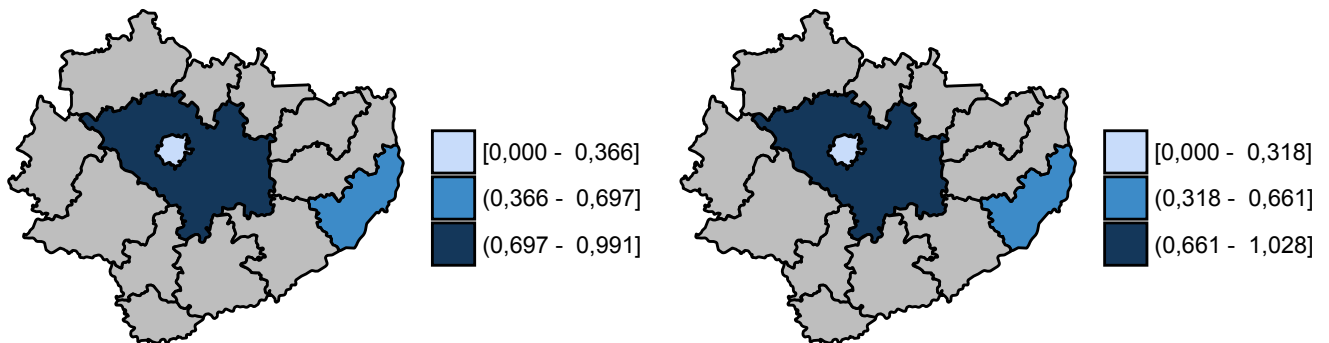 [0,000 - 0,366]
(0,366 - 0,697]
(0,697 - 0,991]
[0,000 - 0,318]
(0,318 - 0,661]
(0,661 - 1,028]